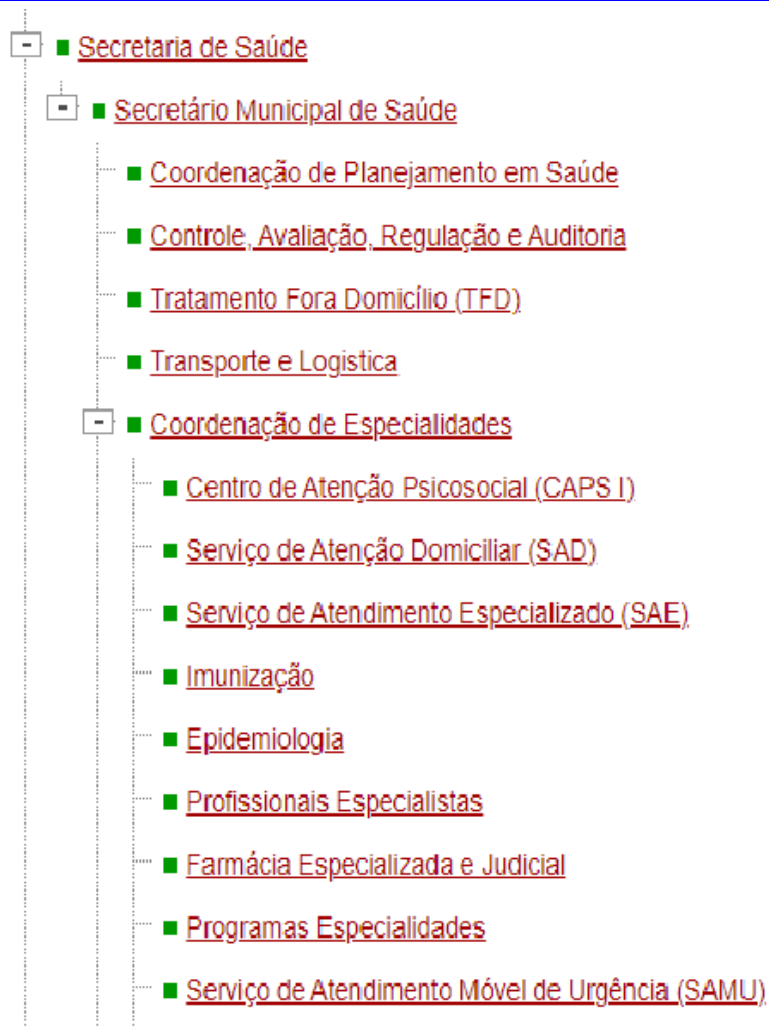 Secretaria de Saúde
Secretário Municipal de Saúde
Coordenação de Planejamento em Saúde
Controle, Avaliação, Regulação e Auditoria
Tratamento Fora Domicílio (TFD)
Transporte e Logistica
Coordenação de Especialidades
Centro de Atenção Psicosocial (CAPS I)
Serviço de Atenção Domiciliar (SAD)
Serviço de Atendimento Especializado (SAE)
Imunização
Epidemiologia
Profissionais Especialistas
Farmácia Especializada e Judicial
Programas Especialidades
Serviço de Atendimento Móvel de Urgência (SAMU)